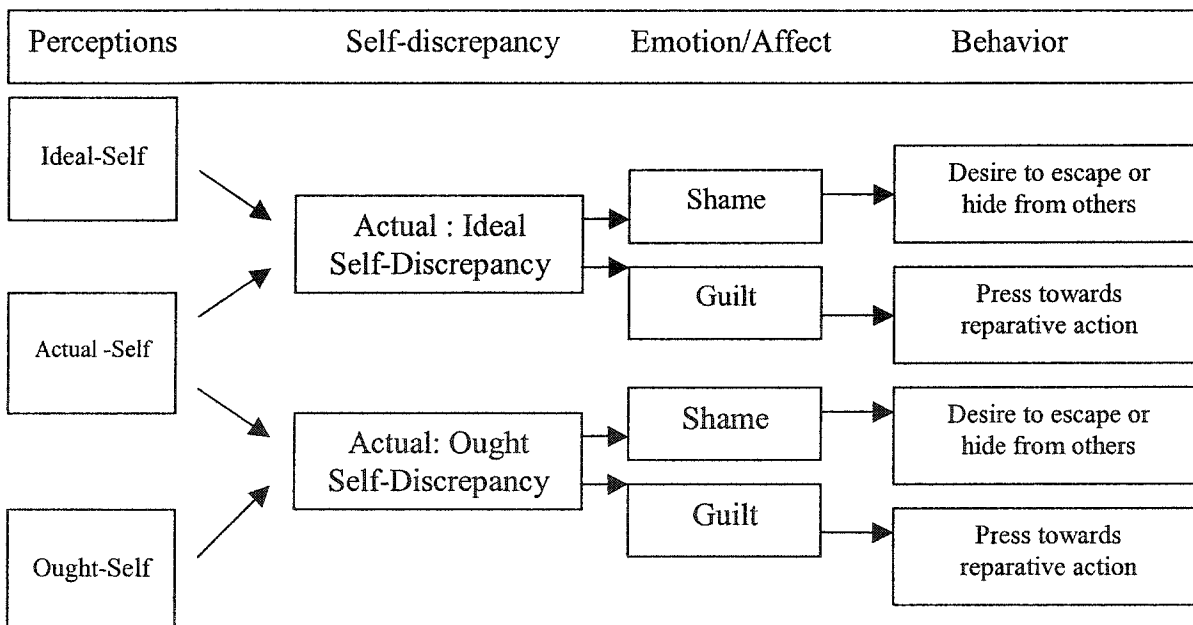 Perceptions Self-discrepancy Emotion/Affect Behavior
Ideal-Self
Actual -Self
Ought-Self
Actual : Ideal
Self-Discrepancy
Actual: Ought
Self-Discrepancy
Shame
Guilt
Shame
Guilt
Desire to escape or
hide from others
Press towards
reparative action
Desire to escape or
hide from others
Press towards
reparative action